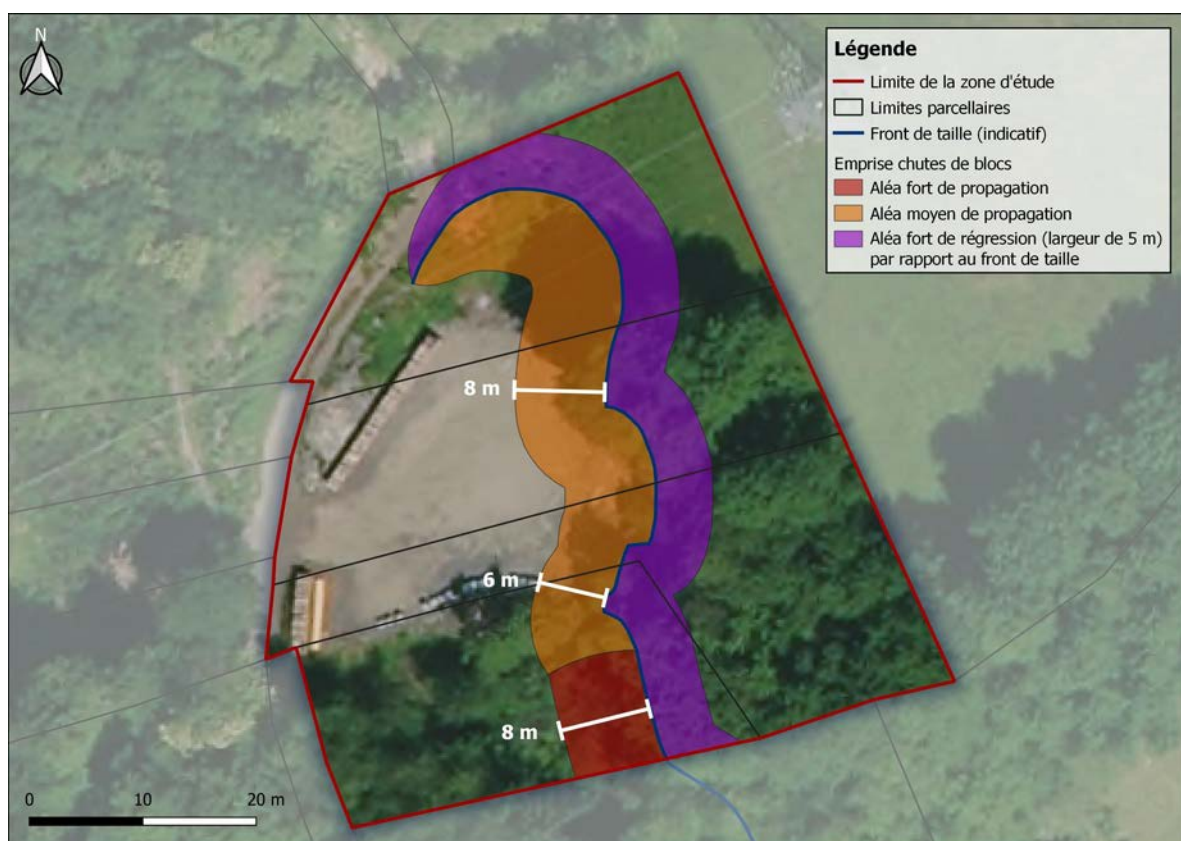 N
Légende
Limite de la zone d'étude
Limites parcellaires
Front de taille (indicatif)
Emprise chutes de blocs
Aléa fort de propagation
Aléa moyen de propagation
Aléa fort de régression (largeur de 5 m)
par rapport au front de taille
8 m
6 m
8 m
0 10 20 m